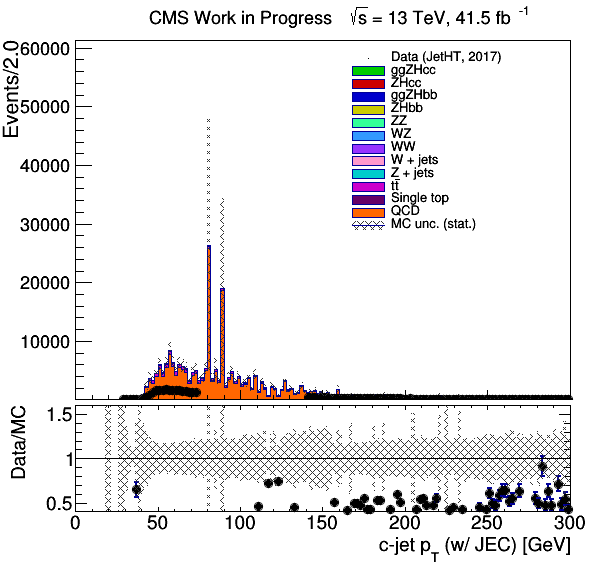 CMS Work in Progress √s = 13 TeV, 41.5 fb -1
Events/2.0
60000
50000
40000
30000
20000
10000
Data (JetHT, 2017)
ggZHcc
ZHcc
ggZHbb
ZHbb
ZZ
WZ
WW
W + jets
Z + jets
tt̄
Single top
QCD
MC unc. (stat.)
Data/MC
1.5
1
0.5
0 50 100 150 200 250 300
c-jet p_T (w/ JEC) [GeV]